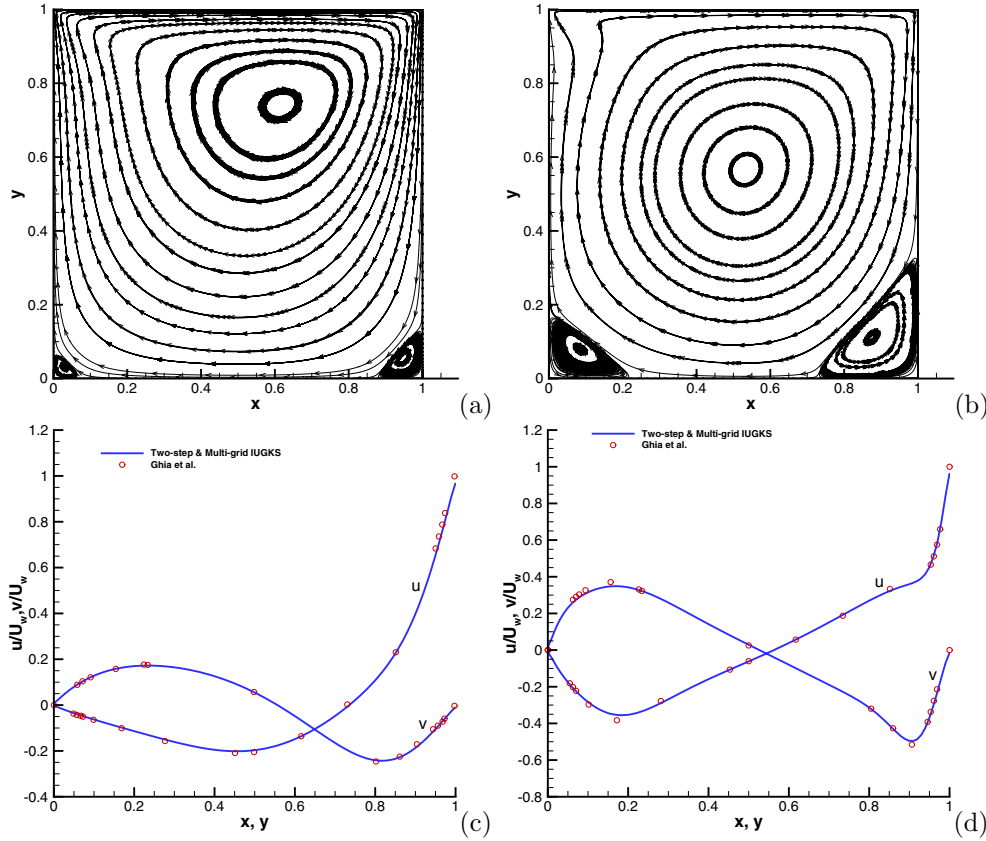 1
0.8
0.6
0.4
0.2
0
y
0 0.2 0.4 0.6 0.8 1
x
(a)
1
0.8
0.6
0.4
0.2
0
y
0 0.2 0.4 0.6 0.8 1
x
(b)
1.2
1
0.8
0.6
0.4
0.2
0
-0.2
-0.4
u/U_w, v/U_w
Two-step & Multi-grid IUGKS
Ghia et al.
u
v
0 0.2 0.4 0.6 0.8 1
x, y
(c)
1.2
1
0.8
0.6
0.4
0.2
0
-0.2
-0.4
-0.6
-0.8
u/U_w, v/U_w
Two-step & Multi-grid IUGKS
Ghia et al.
u
v
0 0.2 0.4 0.6 0.8 1
x, y
(d)